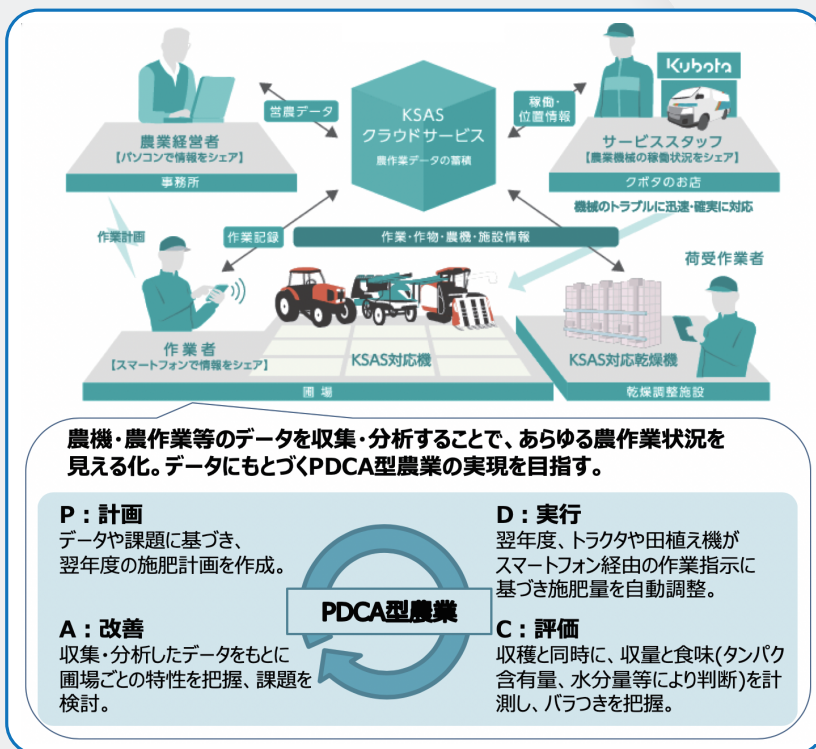 Kubota
営農データ
KSAS
クラウドサービス
農作業データの蓄積
稼働・
位置情報
農業経営者
【パソコンで情報をシェア】
事務所
サービススタッフ
【農業機械の稼働状況をシェア】
クボタのお店
機械のトラブルに迅速・確実に対応
作業計画
作業記録
作業・作物・農機・施設情報
荷受作業者
作業者
【スマートフォンで情報をシェア】
KSAS対応機
KSAS対応乾燥機
圃場
乾燥調整施設
農機・農作業等のデータを収集・分析することで、あらゆる農作業状況を
見える化。データにもとづくPDCA型農業の実現を目指す。
P：計画
データや課題に基づき、
翌年度の施肥計画を作成。
D：実行
翌年度、トラクタや田植え機が
スマートフォン経由の作業指示に
基づき施肥量を自動調整。
PDCA型農業
A：改善
収集・分析したデータをもとに
圃場ごとの特性を把握、課題を
検討。
C：評価
収穫と同時に、収量と食味(タンパク
含有量、水分量等により判断)を計
測し、バラつきを把握。